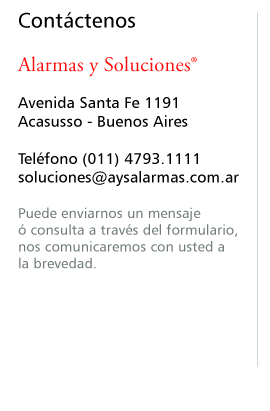 Contáctenos
Alarmas y Soluciones®
Avenida Santa Fe 1191
Acasusso - Buenos Aires
Teléfono (011) 4793.1111
soluciones@aysalarmas.com.ar
Puede enviarnos un mensaje
ó consulta a través del formulario,
nos comunicaremos con usted a
la brevedad.